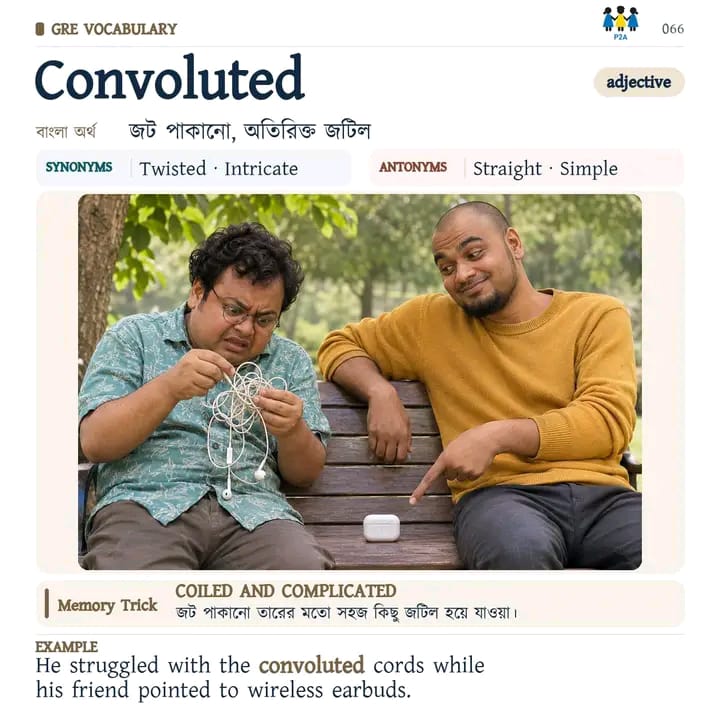 GRE VOCABULARY
P2A
066
Convoluted
adjective
বাংলা অর্থ জট পাকানো, অতিরিক্ত জটিল
SYNONYMS Twisted · Intricate
ANTONYMS Straight · Simple
Memory Trick
COILED AND COMPLICATED
জট পাকানো তারের মতো সহজ কিছু জটিল হয়ে যাওয়া।
EXAMPLE
He struggled with the convoluted cords while
his friend pointed to wireless earbuds.